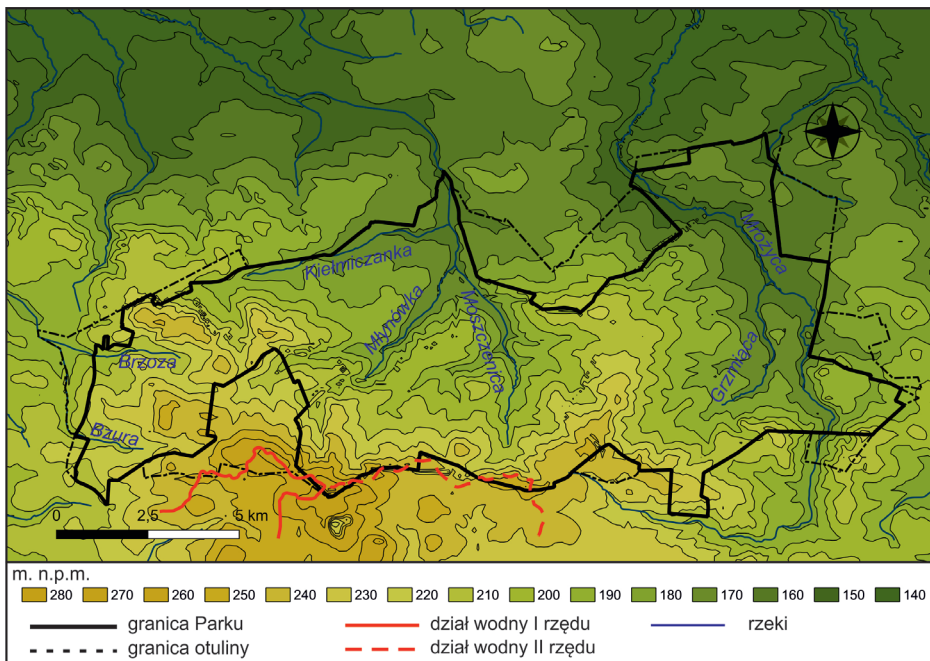 Mrożyca
Kiełmiczanka
Młynówka
Moszczenica
Brzoza
Grzmiąca
Bzura
0 2,5 5 km
m. n.p.m.
280 270 260 250 240 230 220 210 200 190 180 170 160 150 140
granica Parku dział wodny I rzędu rzeki
granica otuliny dział wodny II rzędu